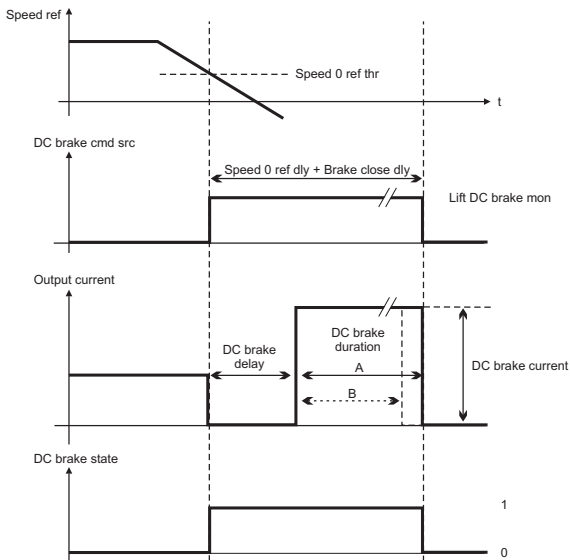 Speed ref
Speed 0 ref thr
t
DC brake cmd src
Speed 0 ref dly + Brake close dly
Lift DC brake mon
Output current
DC brake
delay
DC brake
duration
A
B
DC brake current
DC brake state
1
0